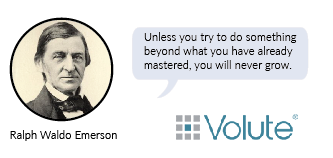 Unless you try to do something
beyond what you have already
mastered, you will never grow.
Ralph Waldo Emerson
Volute®